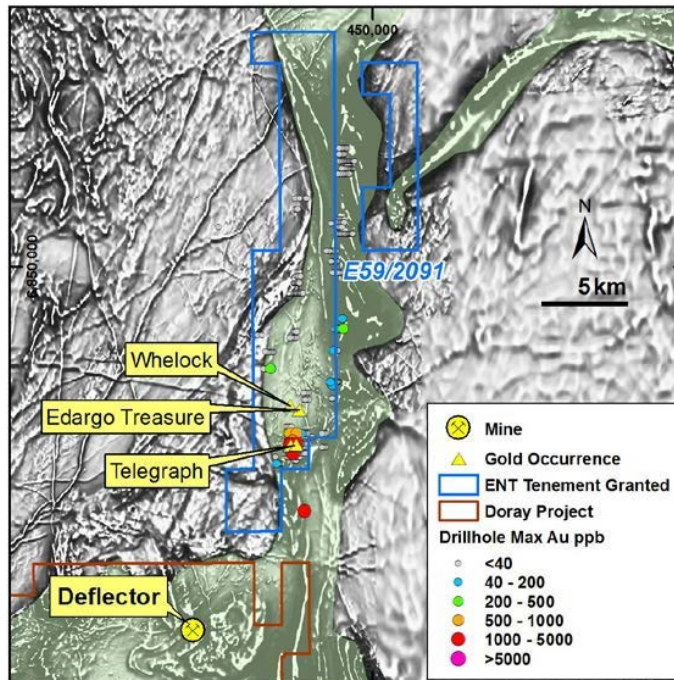 450,000
6,850,000
E59/2091
N
5 km
Whelock
Edargo Treasure
Telegraph
Deflector
Mine
Gold Occurrence
ENT Tenement Granted
Doray Project
Drillhole Max Au ppb
<40
40 - 200
200 - 500
500 - 1000
1000 - 5000
>5000